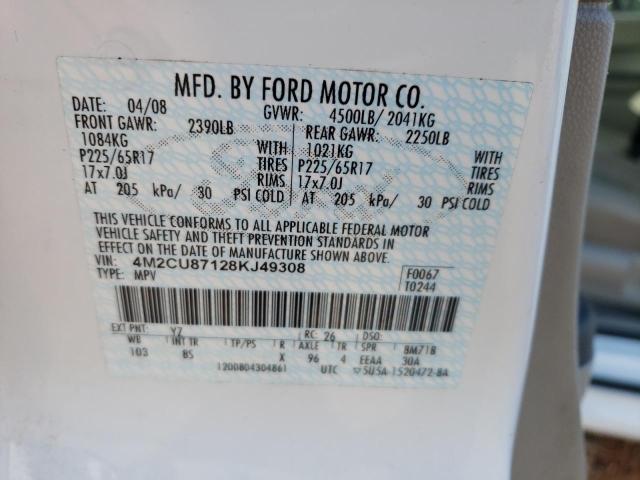 MFD. BY FORD MOTOR CO.
DATE: 04/08 GVWR: 4500LB/ 2041KG
FRONT GAWR: 2390LB REAR GAWR: 2250LB
1084KG WITH 1021KG WITH
P225/65R17 TIRES P225/65R17 TIRES
17x7.0J RIMS 17x7.0J RIMS
AT 205 kPa/ 30 PSI COLD AT 205 kPa/ 30 PSI COLD
THIS VEHICLE CONFORMS TO ALL APPLICABLE FEDERAL MOTOR
VEHICLE SAFETY AND THEFT PREVENTION STANDARDS IN
EFFECT ON THE DATE OF MANUFACTURE SHOWN ABOVE.
VIN: 4M2CU87128KJ49308
TYPE: MPV
F0067
T0244
EXT PNT: YZ RC: 26 DSO:
WB INT TR TP/PS R AXLE TR SPR 8M718
103 BS X 96 4 EEAA 30A
1200804304861 UTC 5U5A-1520472-BA